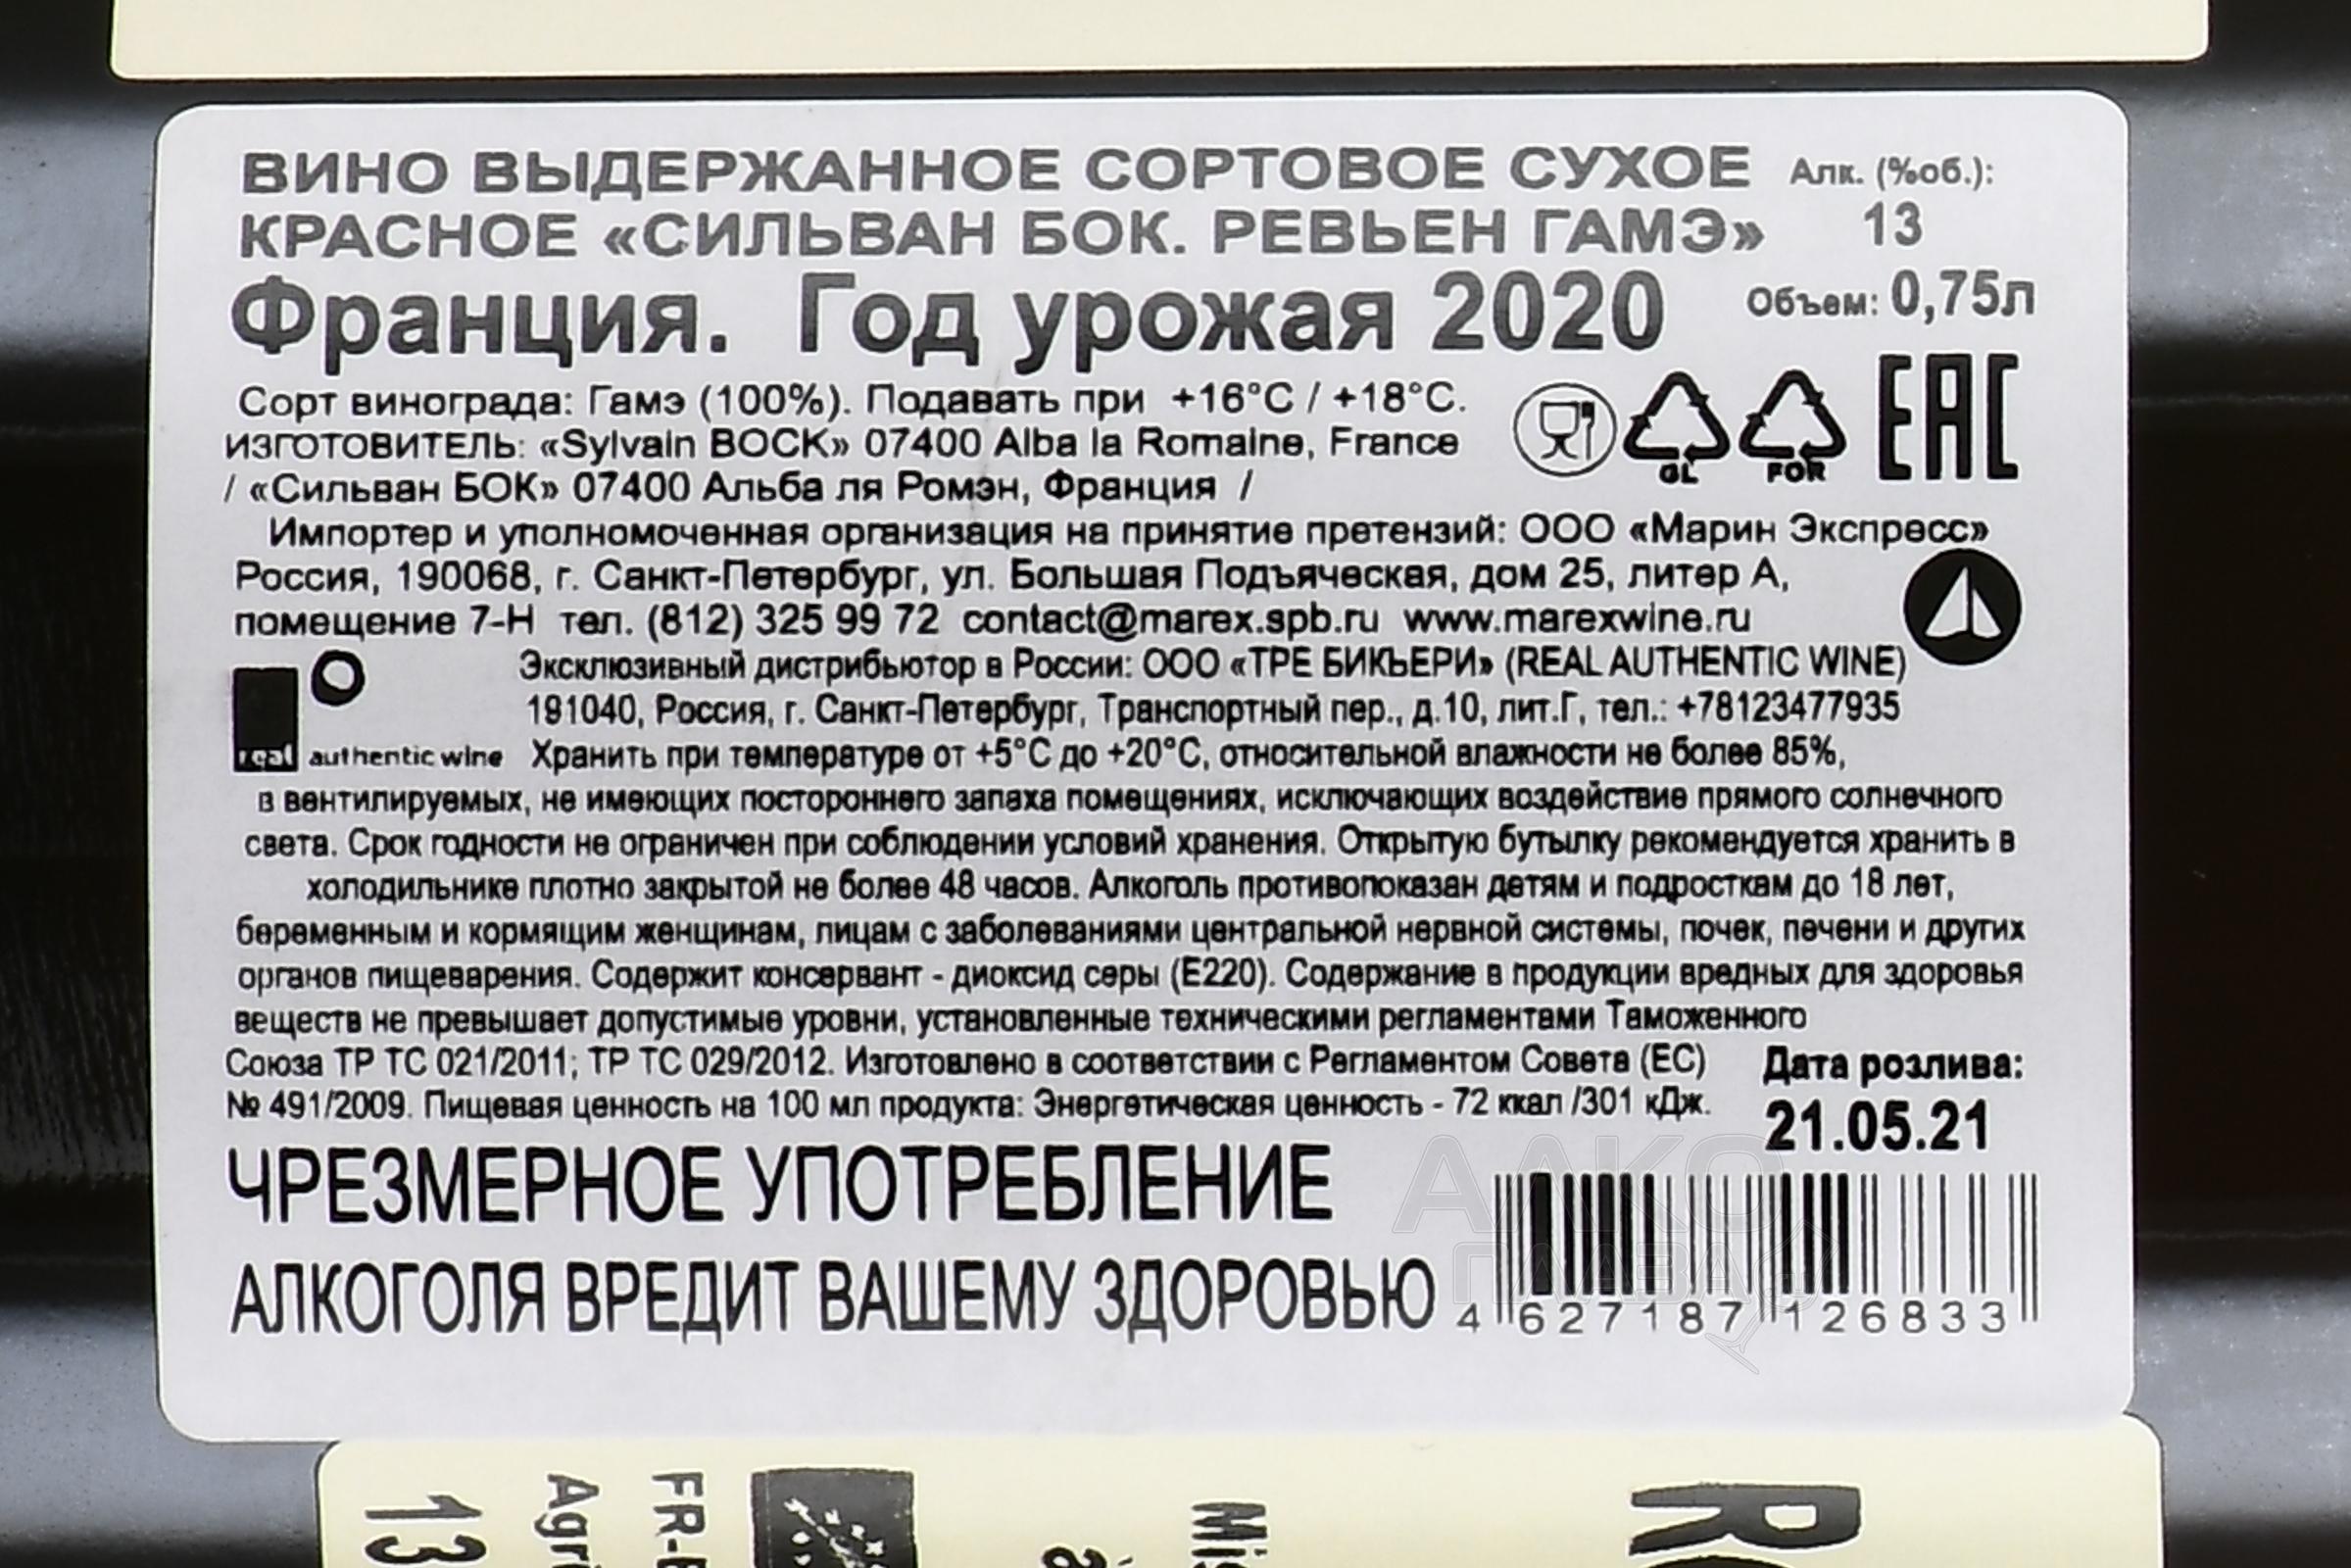 ВИНО ВЫДЕРЖАННОЕ СОРТОВОЕ СУХОЕ
КРАСНОЕ «СИЛЬВАН БОК. РЕВЬЕН ГАМЭ»
Алк. (%об.):
13
Франция. Год урожая 2020
Объем: 0,75л
Сорт винограда: Гамэ (100%). Подавать при +16°C / +18°C.
ИЗГОТОВИТЕЛЬ: «Sylvain BOCK» 07400 Alba la Romaine, France
/ «Сильван БОК» 07400 Альба ля Ромэн, Франция /
GL
FOR
EAC
Импортер и уполномоченная организация на принятие претензий: ООО «Марин Экспресс»
Россия, 190068, г. Санкт-Петербург, ул. Большая Подъяческая, дом 25, литер А,
помещение 7-Н тел. (812) 325 99 72 contact@marex.spb.ru www.marexwine.ru
Эксклюзивный дистрибьютор в России: ООО «ТРЕ БИКЬЕРИ» (REAL AUTHENTIC WINE)
191040, Россия, г. Санкт-Петербург, Транспортный пер., д.10, лит.Г, тел.: +78123477935
real authentic wine
Хранить при температуре от +5°C до +20°C, относительной влажности не более 85%,
в вентилируемых, не имеющих постороннего запаха помещениях, исключающих воздействие прямого солнечного
света. Срок годности не ограничен при соблюдении условий хранения. Открытую бутылку рекомендуется хранить в
холодильнике плотно закрытой не более 48 часов. Алкоголь противопоказан детям и подросткам до 18 лет,
беременным и кормящим женщинам, лицам с заболеваниями центральной нервной системы, почек, печени и других
органов пищеварения. Содержит консервант - диоксид серы (E220). Содержание в продукции вредных для здоровья
веществ не превышает допустимые уровни, установленные техническими регламентами Таможенного
Союза ТР ТС 021/2011; ТР ТС 029/2012. Изготовлено в соответствии с Регламентом Совета (ЕС)
№ 491/2009. Пищевая ценность на 100 мл продукта: Энергетическая ценность - 72 ккал /301 кДж.
Дата розлива:
21.05.21
ЧРЕЗМЕРНОЕ УПОТРЕБЛЕНИЕ
АЛКОГОЛЯ ВРЕДИТ ВАШЕМУ ЗДОРОВЬЮ
4 627187 126833
АЛКО
ГЛАВА
13
Agr
FR-
Mis